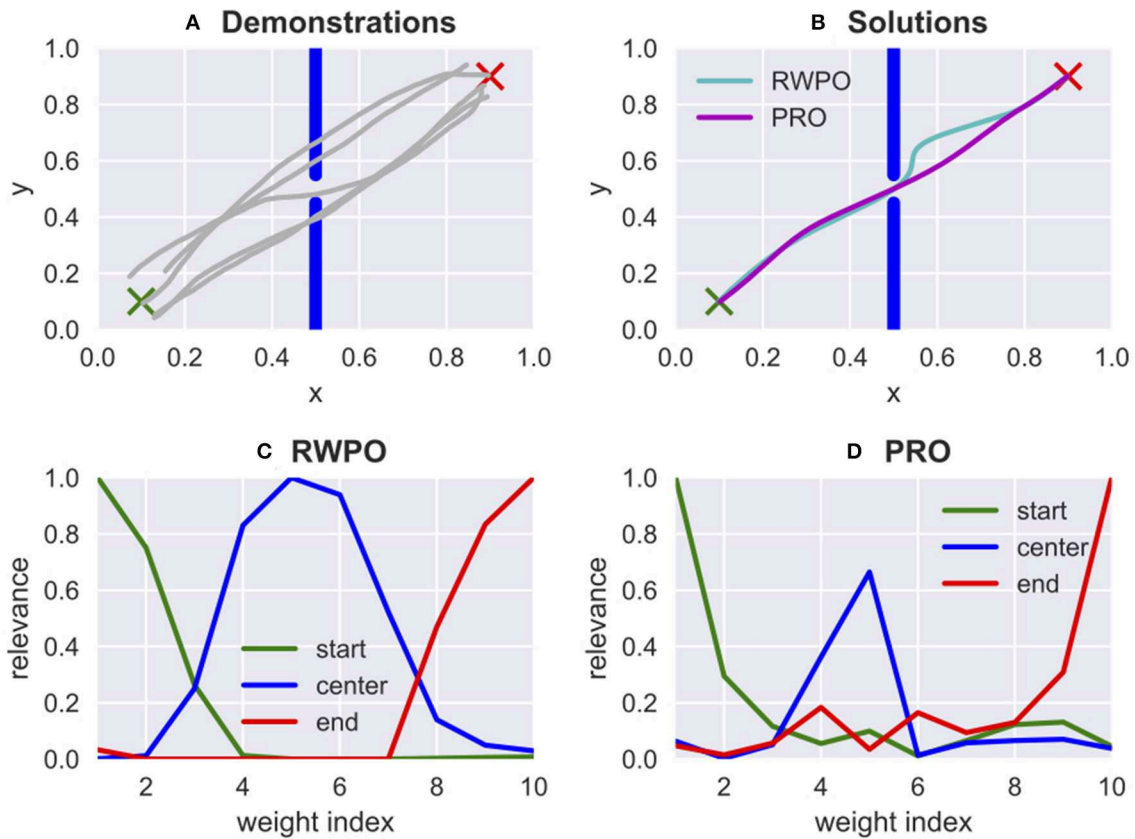 A Demonstrations
1.0
0.8
0.6
0.4
0.2
0.0
y
0.0 0.2 0.4 0.6 0.8 1.0
x
B Solutions
1.0
0.8
0.6
0.4
0.2
0.0
y
RWPO
PRO
0.0 0.2 0.4 0.6 0.8 1.0
x
C RWPO
1.0
0.8
0.6
0.4
0.2
0.0
relevance
start
center
end
2 4 6 8 10
weight index
D PRO
1.0
0.8
0.6
0.4
0.2
0.0
relevance
start
center
end
2 4 6 8 10
weight index